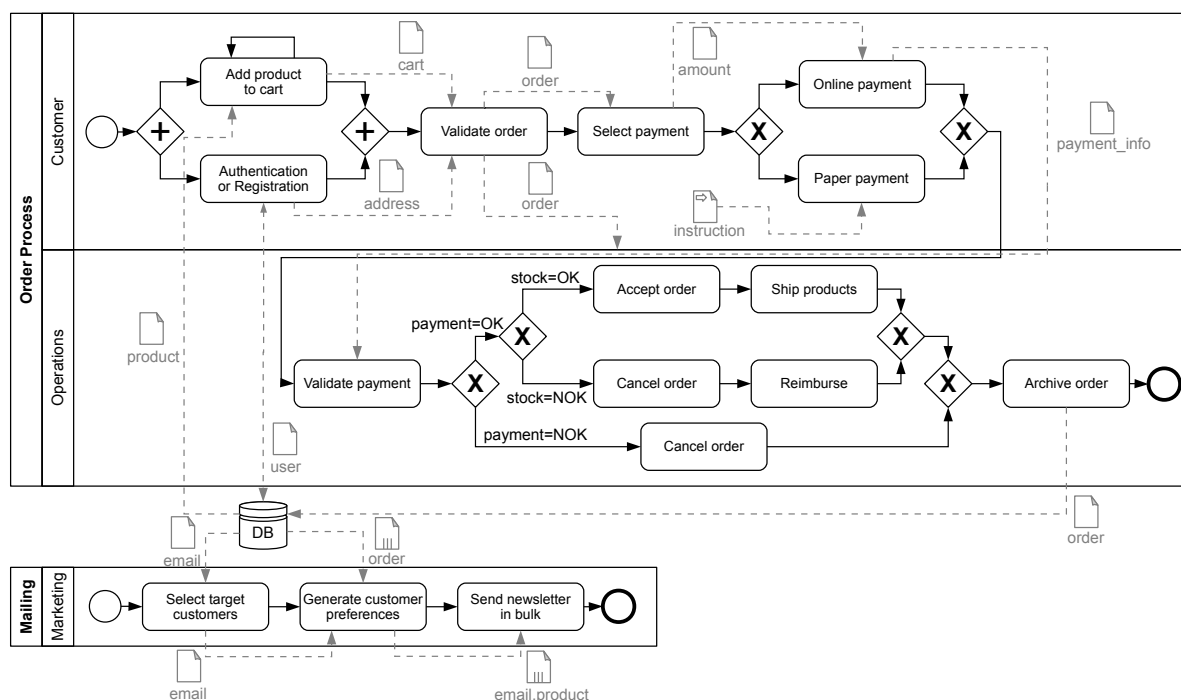 Order Process
Customer
Add product
to cart
cart
order
amount
Online payment
Validate order
Select payment
payment_info
Authentication
or Registration
address
order
instruction
Paper payment
Operations
product
stock=OK
Accept order
Ship products
payment=OK
Validate payment
stock=NOK
Cancel order
Reimburse
Archive order
payment=NOK
Cancel order
user
DB
email
order
order
Mailing
Marketing
Select target
customers
Generate customer
preferences
Send newsletter
in bulk
email
email,product
X
X
X
X
X
X